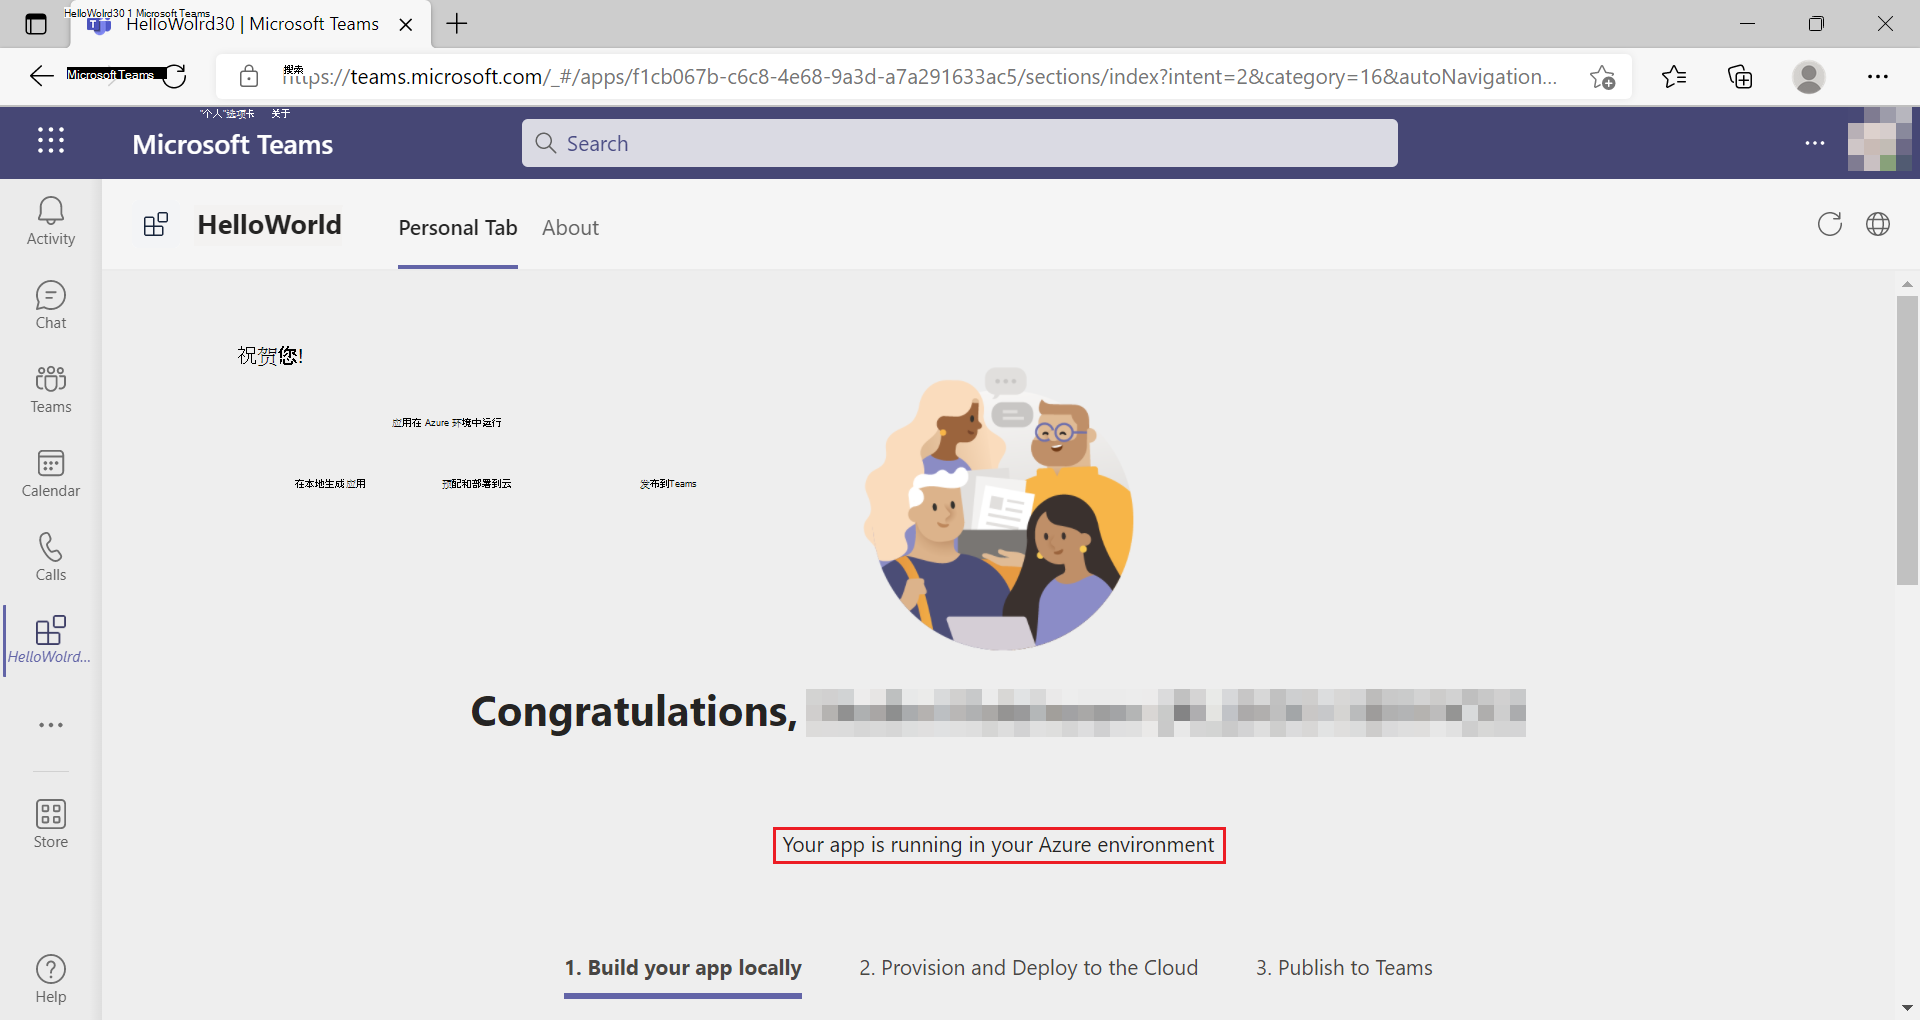 HelloWolrd30 1 Microsoft Teams
HelloWolrd30 | Microsoft Teams
Microsoft Teams
搜索
https://teams.microsoft.com/_#/apps/f1cb067b-c6c8-4e68-9a3d-a7a291633ac5/sections/index?intent=2&category=16&autoNavigation...
"个人"选项卡 关于
Microsoft Teams
Search
HelloWorld
Personal Tab
About
Activity
Chat
Teams
Calendar
Calls
HelloWolrd...
Store
Help
祝贺您!
应用在 Azure 环境中运行
在本地生成应用
预配和部署到云
发布到Teams
Congratulations,
Your app is running in your Azure environment
1. Build your app locally
2. Provision and Deploy to the Cloud
3. Publish to Teams